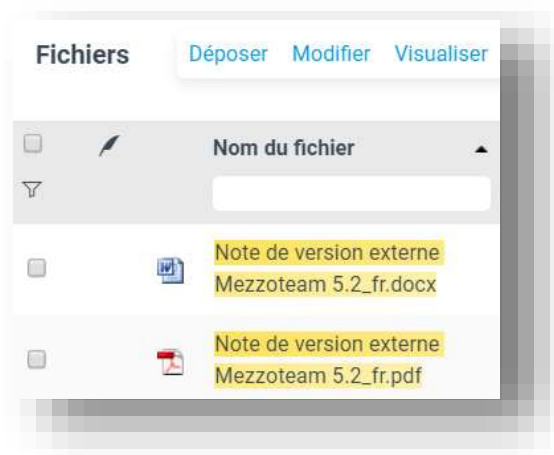 Fichiers Déposer Modifier Visualiser
Nom du fichier
Note de version externe
Mezzoteam 5.2_fr.docx
Note de version externe
Mezzoteam 5.2_fr.pdf